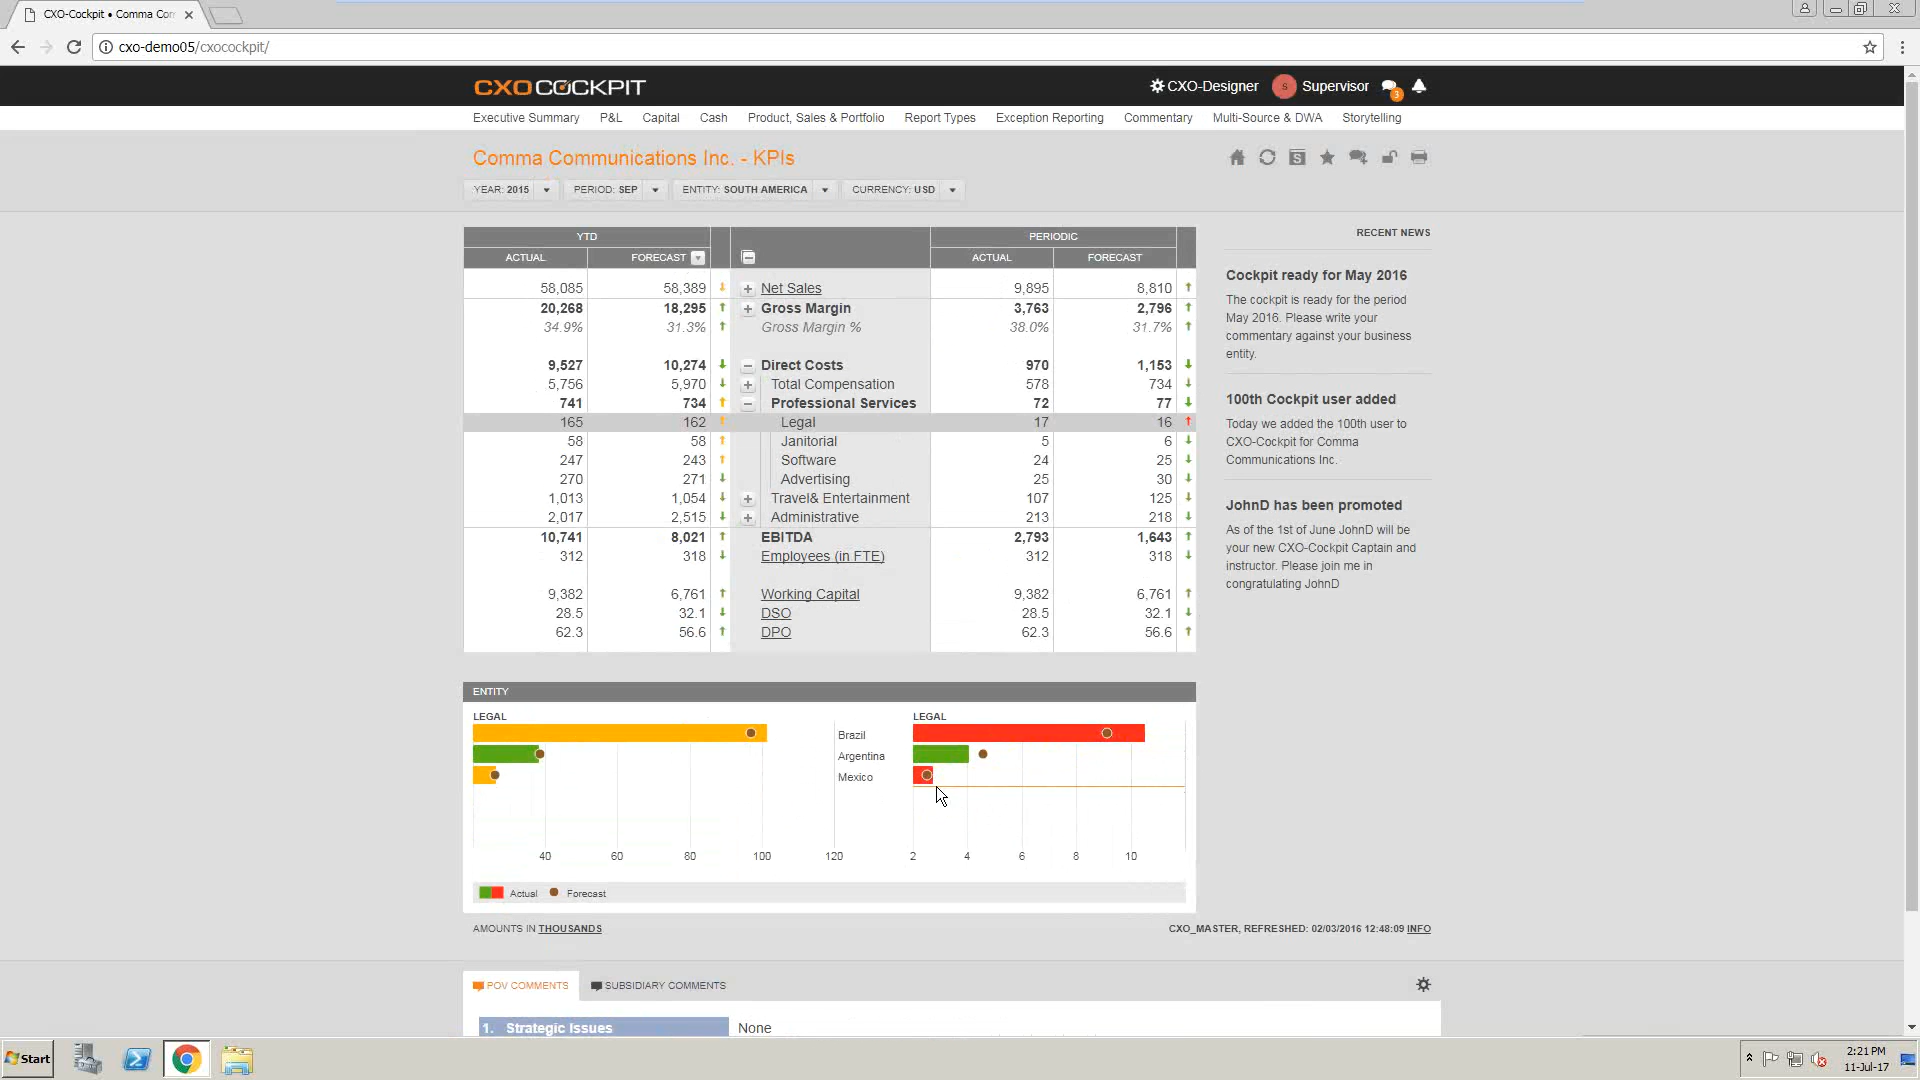 CXO-Cockpit • Comma Com
cxo-demo05/cxocockpit/
CXO COCKPIT
CXO-Designer S Supervisor 3
Executive Summary P&L Capital Cash Product, Sales & Portfolio Report Types Exception Reporting Commentary Multi-Source & DWA Storytelling
Comma Communications Inc. - KPIs
S
YEAR: 2015 PERIOD: SEP ENTITY: SOUTH AMERICA CURRENCY: USD
YTD PERIODIC
ACTUAL FORECAST ACTUAL FORECAST
58,085 58,389 Net Sales 9,895 8,810
20,268 18,295 Gross Margin 3,763 2,796
34.9% 31.3% Gross Margin % 38.0% 31.7%
9,527 10,274 Direct Costs 970 1,153
5,756 5,970 Total Compensation 578 734
741 734 Professional Services 72 77
165 162 Legal 17 16
58 58 Janitorial 5 6
247 243 Software 24 25
270 271 Advertising 25 30
1,013 1,054 Travel& Entertainment 107 125
2,017 2,515 Administrative 213 218
10,741 8,021 EBITDA 2,793 1,643
312 318 Employees (in FTE) 312 318
9,382 6,761 Working Capital 9,382 6,761
28.5 32.1 DSO 28.5 32.1
62.3 56.6 DPO 62.3 56.6
RECENT NEWS
Cockpit ready for May 2016
The cockpit is ready for the period
May 2016. Please write your
commentary against your business
entity.
100th Cockpit user added
Today we added the 100th user to
CXO-Cockpit for Comma
Communications Inc.
JohnD has been promoted
As of the 1st of June JohnD will be
your new CXO-Cockpit Captain and
instructor. Please join me in
congratulating JohnD
ENTITY
LEGAL LEGAL
Brazil
Argentina
Mexico
40 60 80 100 120 2 4 6 8 10
Actual Forecast
AMOUNTS IN THOUSANDS CXO_MASTER, REFRESHED: 02/03/2016 12:48:09 INFO
POV COMMENTS SUBSIDIARY COMMENTS
1. Strategic Issues None
Start
2:21 PM
11-Jul-17